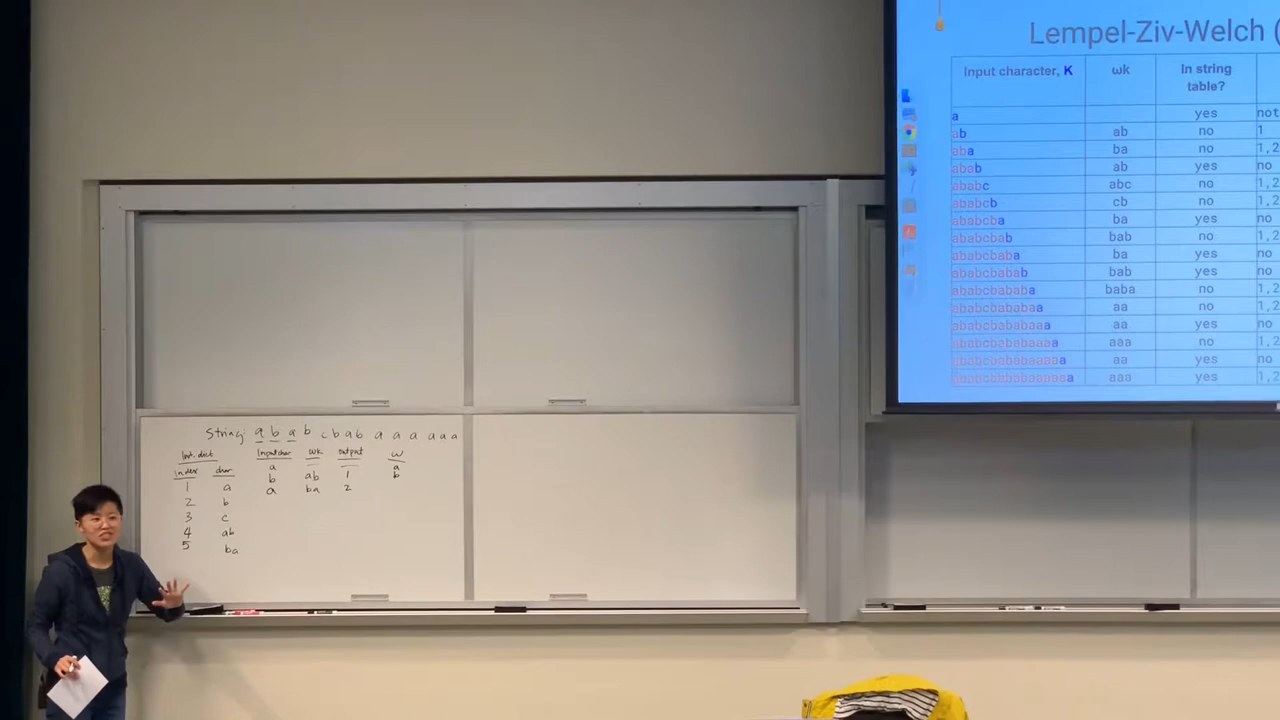 Lempel-Ziv-Welch (
Input character, K ωk In string table?
a yes not
ab ab no 1
aba ba no 1,2
abab ab yes no
ababc abc no 1,2
ababcb cb no 1,2
ababcba ba yes no
ababcbab bab no 1,2
ababcbaba ba yes no
ababcbabab bab yes no
ababcbababa baba no 1,2
ababcbababaa aa no 1,2
ababcbababaaa aa yes no
ababcbababaaaa aaa no 1,2
ababcbababaaaaa aa yes no
ababcbababaaaaaa aaa yes 1,2
String: a b a b c b a b a a a a a a
Init. dict Input char wk output w
index char
a a
b ab 1 b
a ba 2
1 a
2 b
3 c
4 ab
5 ba